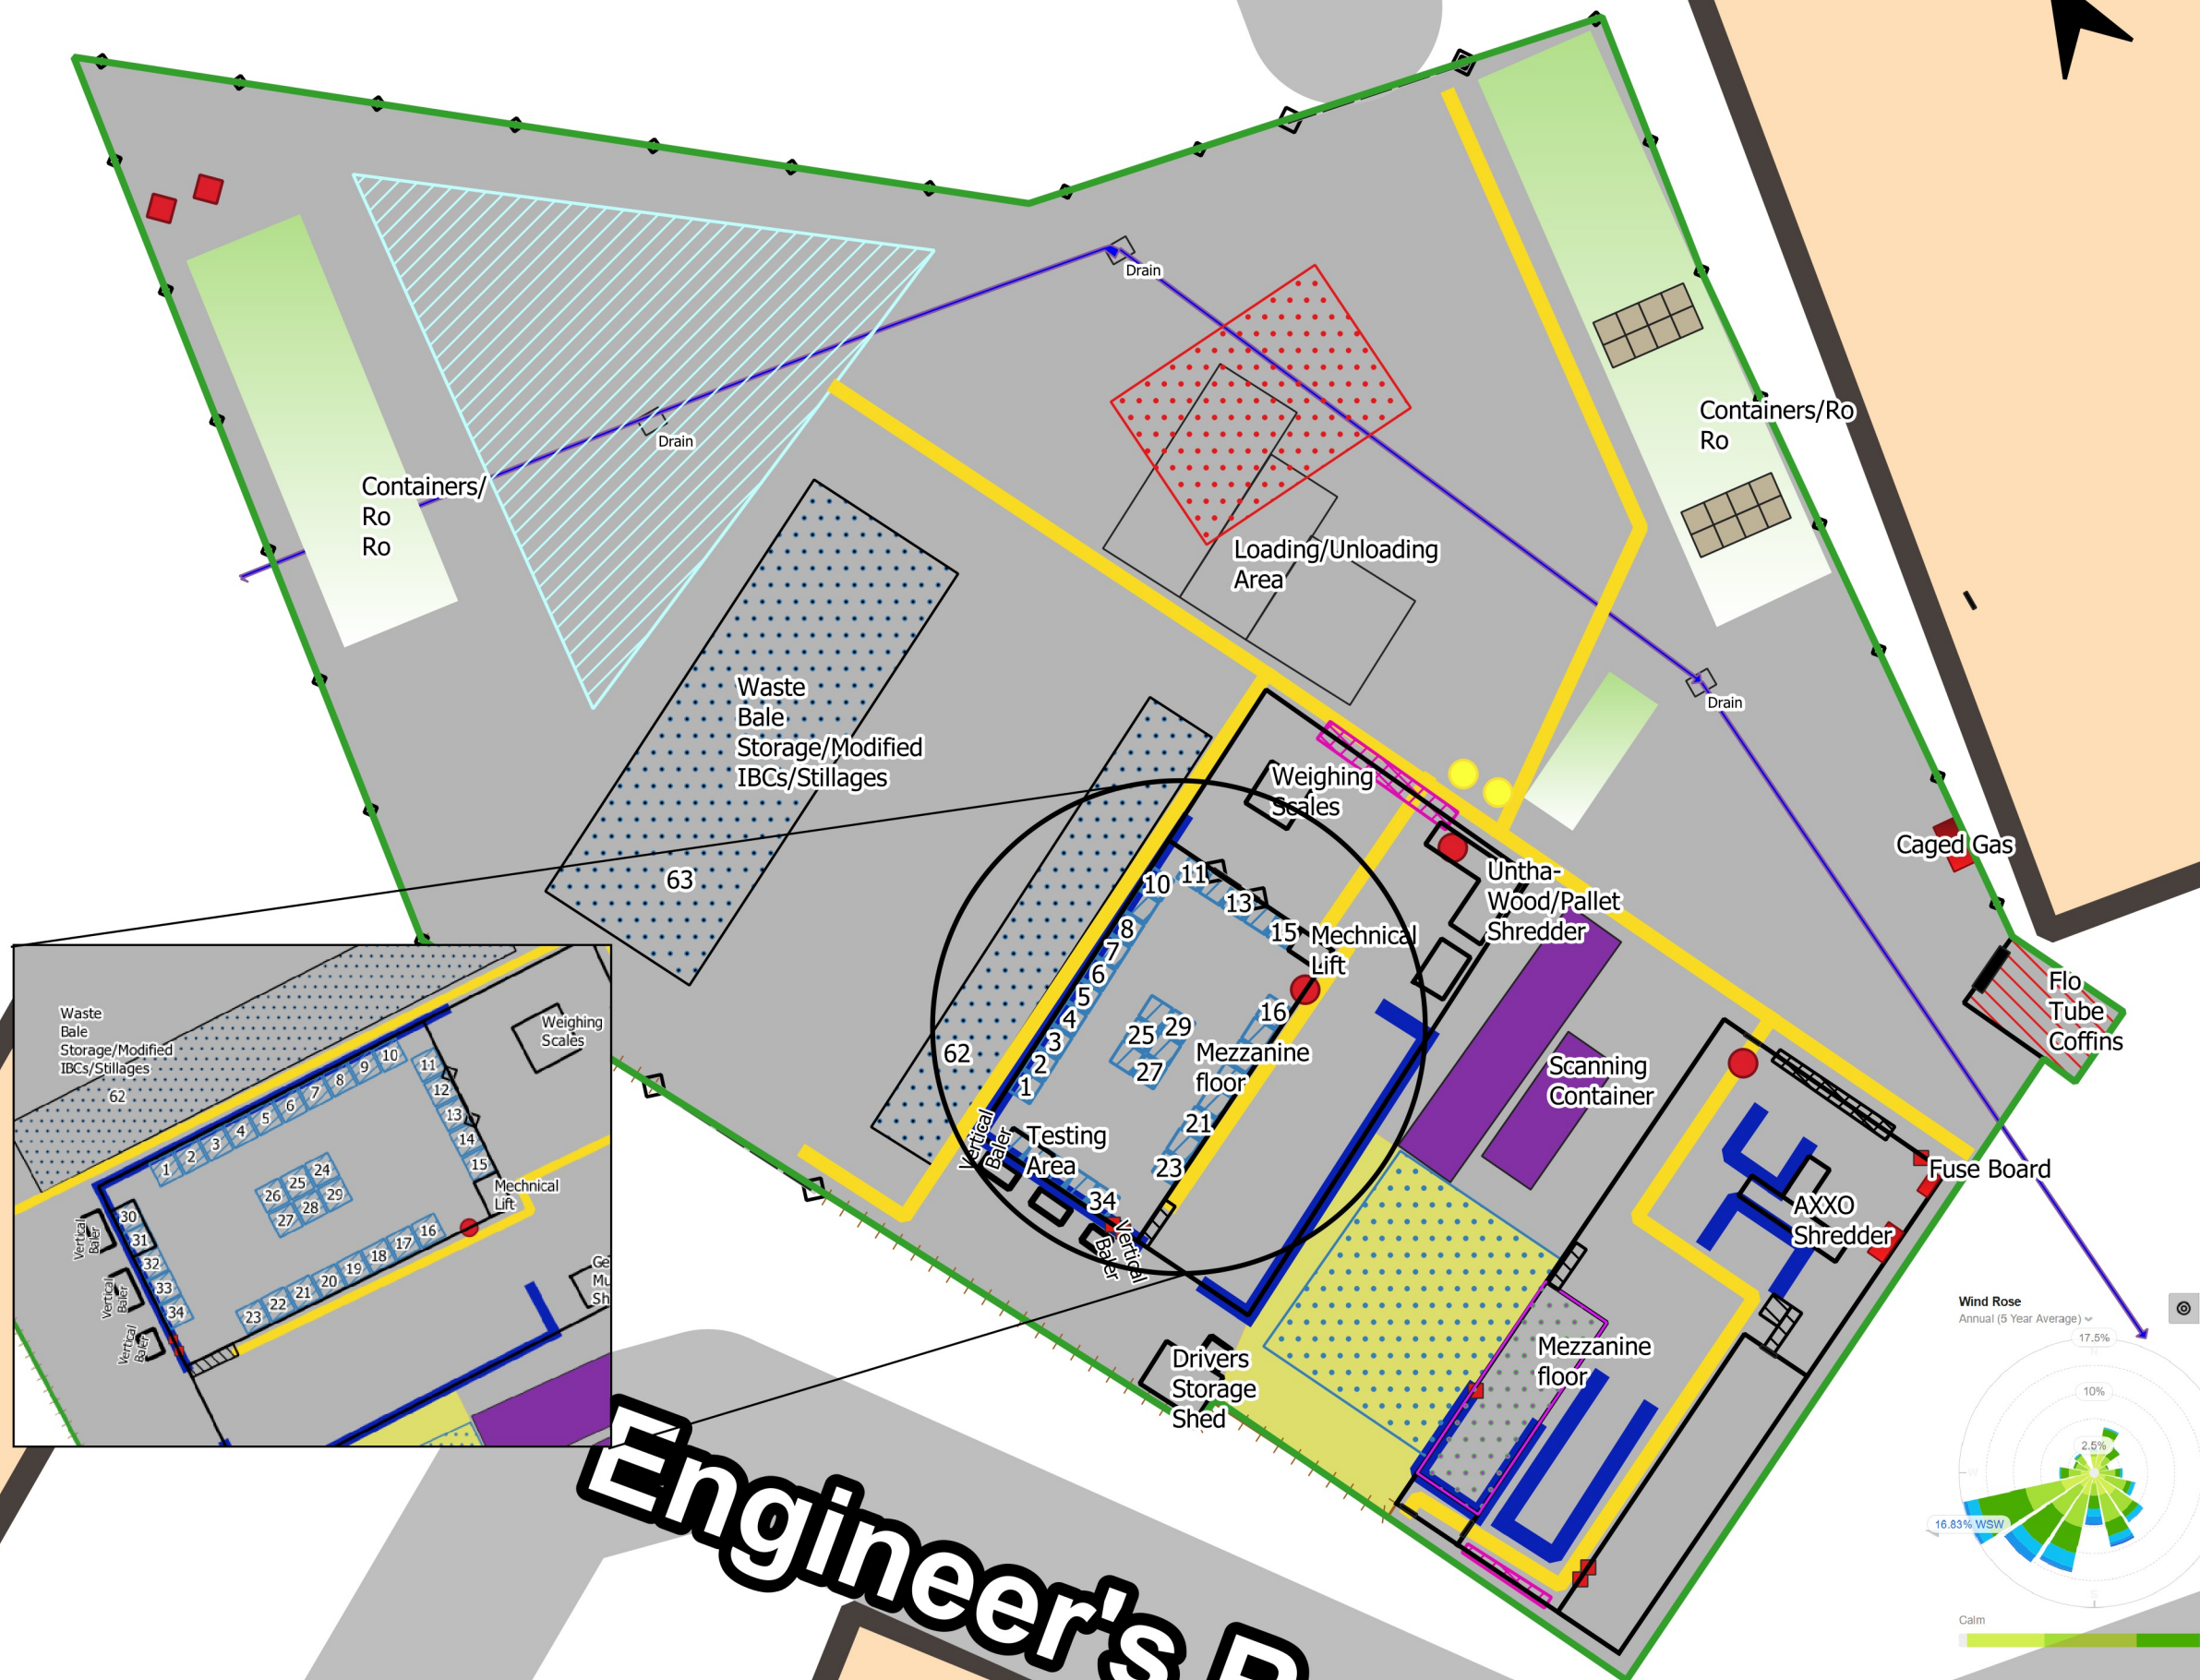 Drain
Drain
Containers/
Ro
Ro
Containers/Ro
Ro
Loading/Unloading
Area
Drain
Waste
Bale
Storage/Modified
IBCs/Stillages
63
Weighing
Scales
Caged Gas
Untha-
Wood/Pallet
Shredder
10
11
13
15
8
7
6
5
4
3
2
1
Mechnical
Lift
16
25
29
27
Mezzanine
floor
21
23
62
Flo
Tube
Coffins
Scanning
Container
Vertical
Baler
Testing
Area
34
Vertical
Baler
Fuse Board
AXXO
Shredder
Mezzanine
floor
Drivers
Storage
Shed
Waste
Bale
Storage/Modified
IBCs/Stillages
62
Weighing
Scales
1
2
3
4
5
6
7
8
9
10
11
12
13
14
15
Mechnical
Lift
24
25
26
27
28
29
30
31
32
33
34
16
17
18
19
20
21
22
23
Vertical
Baler
Vertical
Baler
Vertical
Baler
Ge
Mu
Sh
Engineer's
Wind Rose
Annual (5 Year Average)
17.5%
N
10%
2.5%
W
16.83% WSW
S
Calm